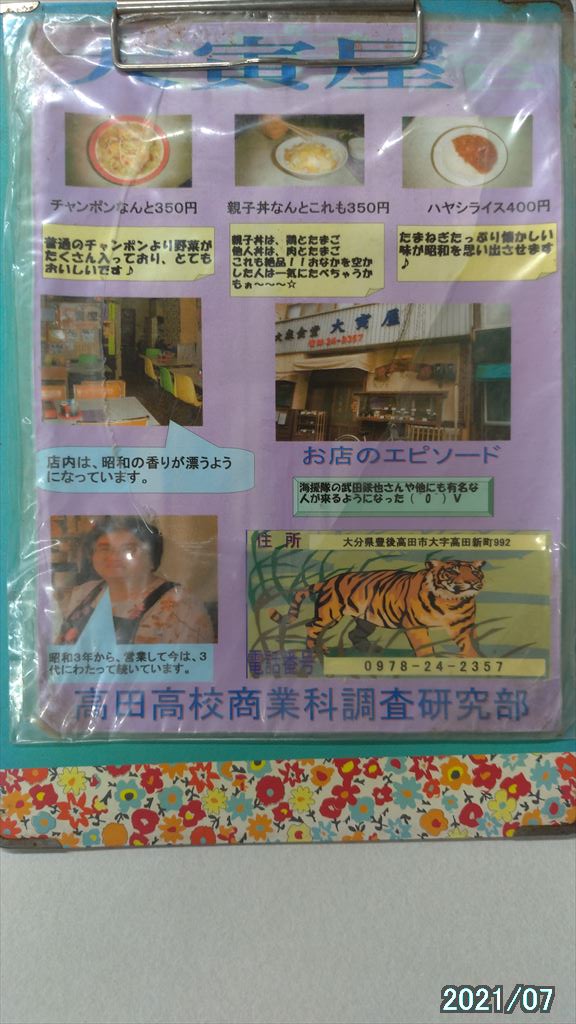 大寅屋
チャンポンなんと350円
親子丼なんとこれも350円
ハヤシライス400円
普通のチャンポンより野菜が
たくさん入っており、とても
おいしいです♪
親子丼は、鶏とたまご
他人丼は、肉とたまご
これも絶品！！おなかを空か
した人は一気にたべちゃうか
もぉ～～～☆
たまねぎたっぷり懐かしい
味が昭和を思い出させます
♪
大衆食堂 大寅屋
24-2357
店内は、昭和の香りが漂うよう
になっています。
お店のエピソード
海援隊の武田鉄也さんや他にも有名な
人が来るようになった（＾０＾）Ｖ
住所
大分県豊後高田市大字高田新町992
昭和3年から、営業して今は、3
代にわたって続いています。
電話番号
0978-24-2357
高田高校商業科調査研究部
2021/07